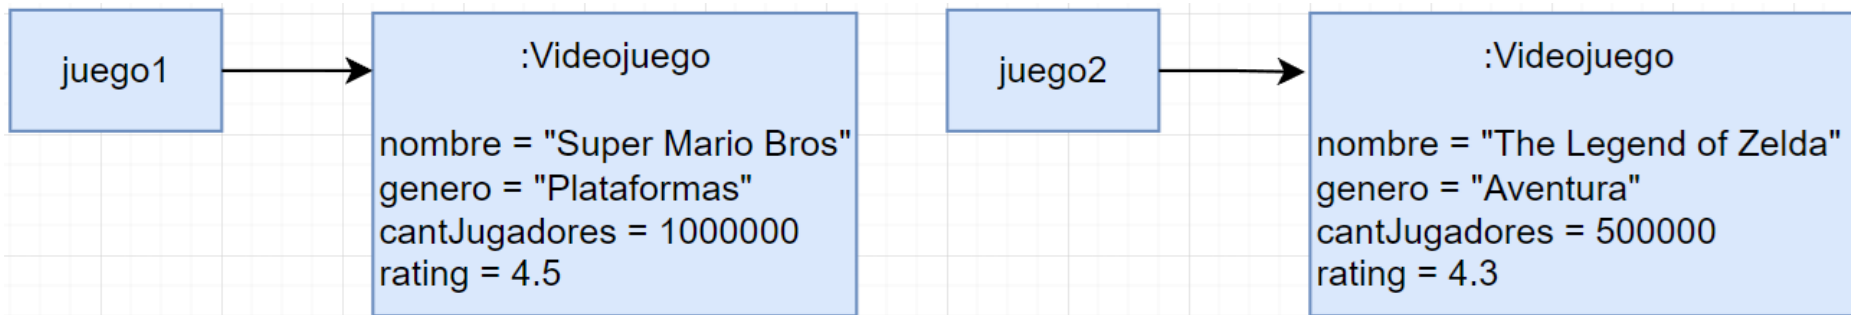 juego1
:Videojuego
nombre = "Super Mario Bros"
genero = "Plataformas"
cantJugadores = 1000000
rating = 4.5
juego2
:Videojuego
nombre = "The Legend of Zelda"
genero = "Aventura"
cantJugadores = 500000
rating = 4.3